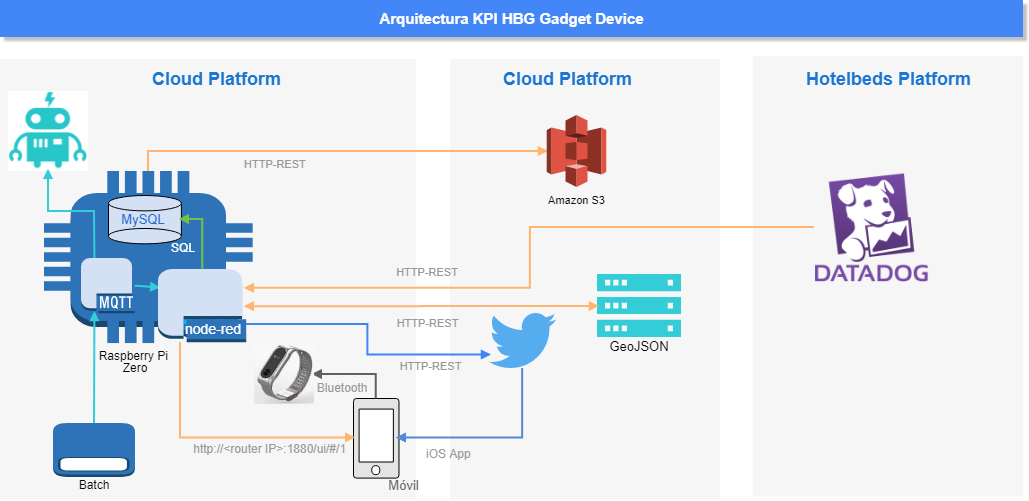 Arquitectura KPI HBG Gadget Device
Cloud Platform
Cloud Platform
Hotelbeds Platform
HTTP-REST
Amazon S3
MySQL
SQL
HTTP-REST
DATADOG
MQTT
node-red
HTTP-REST
GeoJSON
Raspberry Pi
Zero
HTTP-REST
Bluetooth
http://<router IP>:1880/ui/#/1
iOS App
Batch
Móvil